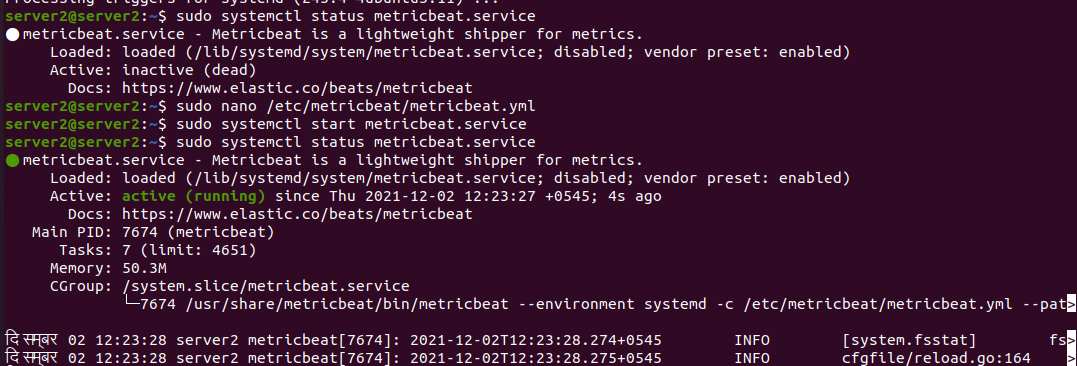 Processing triggers for systemd (245.4-4ubuntu3.11) ...
server2@server2:~$ sudo systemctl status metricbeat.service
metricbeat.service - Metricbeat is a lightweight shipper for metrics.
Loaded: loaded (/lib/systemd/system/metricbeat.service; disabled; vendor preset: enabled)
Active: inactive (dead)
Docs: https://www.elastic.co/beats/metricbeat
server2@server2:~$ sudo nano /etc/metricbeat/metricbeat.yml
server2@server2:~$ sudo systemctl start metricbeat.service
server2@server2:~$ sudo systemctl status metricbeat.service
metricbeat.service - Metricbeat is a lightweight shipper for metrics.
Loaded: loaded (/lib/systemd/system/metricbeat.service; disabled; vendor preset: enabled)
Active: active (running) since Thu 2021-12-02 12:23:27 +0545; 4s ago
Docs: https://www.elastic.co/beats/metricbeat
Main PID: 7674 (metricbeat)
Tasks: 7 (limit: 4651)
Memory: 50.3M
CGroup: /system.slice/metricbeat.service
└─7674 /usr/share/metricbeat/bin/metricbeat --environment systemd -c /etc/metricbeat/metricbeat.yml --pat>
दिसम्बर 02 12:23:28 server2 metricbeat[7674]: 2021-12-02T12:23:28.274+0545 INFO [system.fsstat] fs>
दिसम्बर 02 12:23:28 server2 metricbeat[7674]: 2021-12-02T12:23:28.275+0545 INFO cfgfile/reload.go:164 >